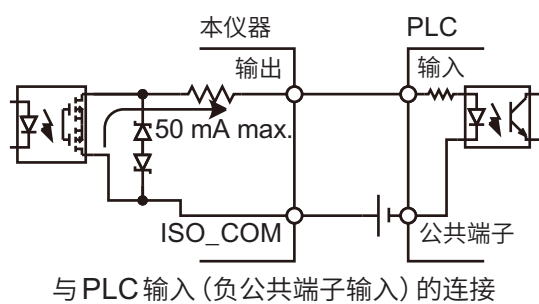 本仪器
PLC
输出
输入
50 mA max.
ISO_COM
公共端子
与PLC输入（负公共端子输入）的连接